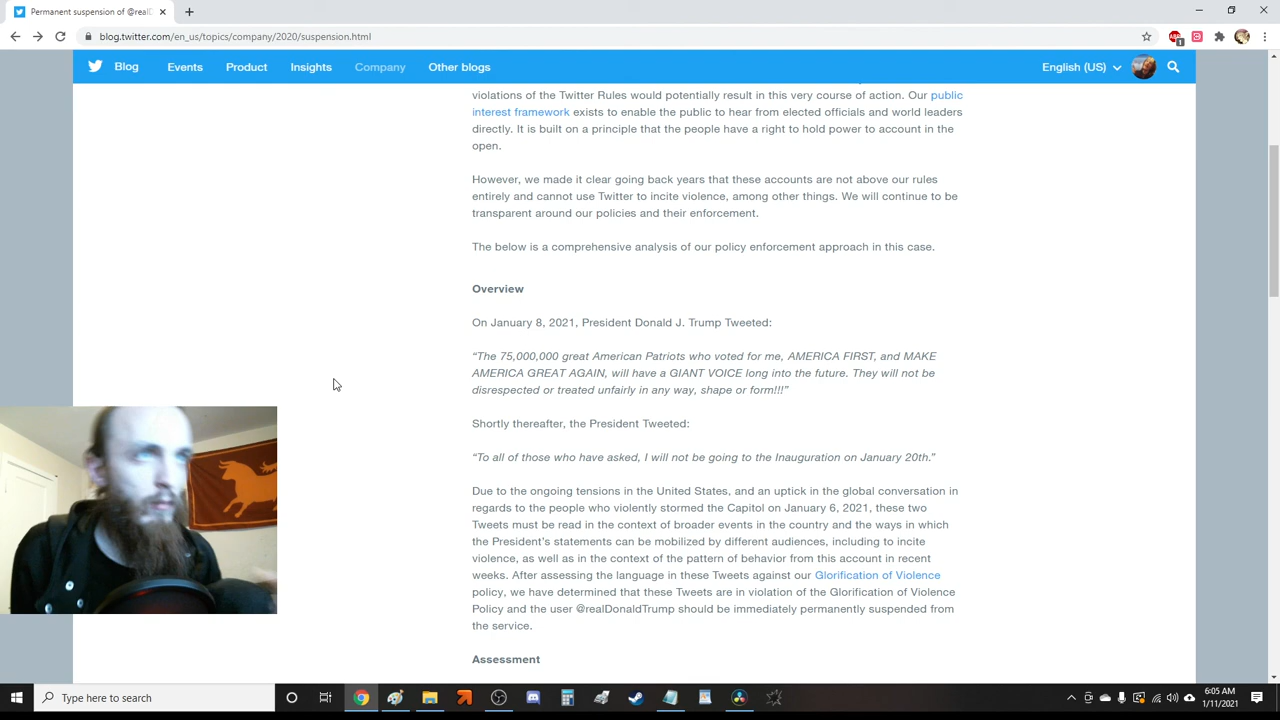 Permanent suspension of @realD
blog.twitter.com/en_us/topics/company/2020/suspension.html
1
Blog Events Product Insights Company Other blogs English (US)
violations of the Twitter Rules would potentially result in this very course of action. Our public
interest framework exists to enable the public to hear from elected officials and world leaders
directly. It is built on a principle that the people have a right to hold power to account in the
open.
However, we made it clear going back years that these accounts are not above our rules
entirely and cannot use Twitter to incite violence, among other things. We will continue to be
transparent around our policies and their enforcement.
The below is a comprehensive analysis of our policy enforcement approach in this case.
Overview
On January 8, 2021, President Donald J. Trump Tweeted:
“The 75,000,000 great American Patriots who voted for me, AMERICA FIRST, and MAKE
AMERICA GREAT AGAIN, will have a GIANT VOICE long into the future. They will not be
disrespected or treated unfairly in any way, shape or form!!!”
Shortly thereafter, the President Tweeted:
“To all of those who have asked, I will not be going to the Inauguration on January 20th.”
Due to the ongoing tensions in the United States, and an uptick in the global conversation in
regards to the people who violently stormed the Capitol on January 6, 2021, these two
Tweets must be read in the context of broader events in the country and the ways in which
the President’s statements can be mobilized by different audiences, including to incite
violence, as well as in the context of the pattern of behavior from this account in recent
weeks. After assessing the language in these Tweets against our Glorification of Violence
policy, we have determined that these Tweets are in violation of the Glorification of Violence
Policy and the user @realDonaldTrump should be immediately permanently suspended from
the service.
Assessment
Type here to search
6:05 AM
1/11/2021